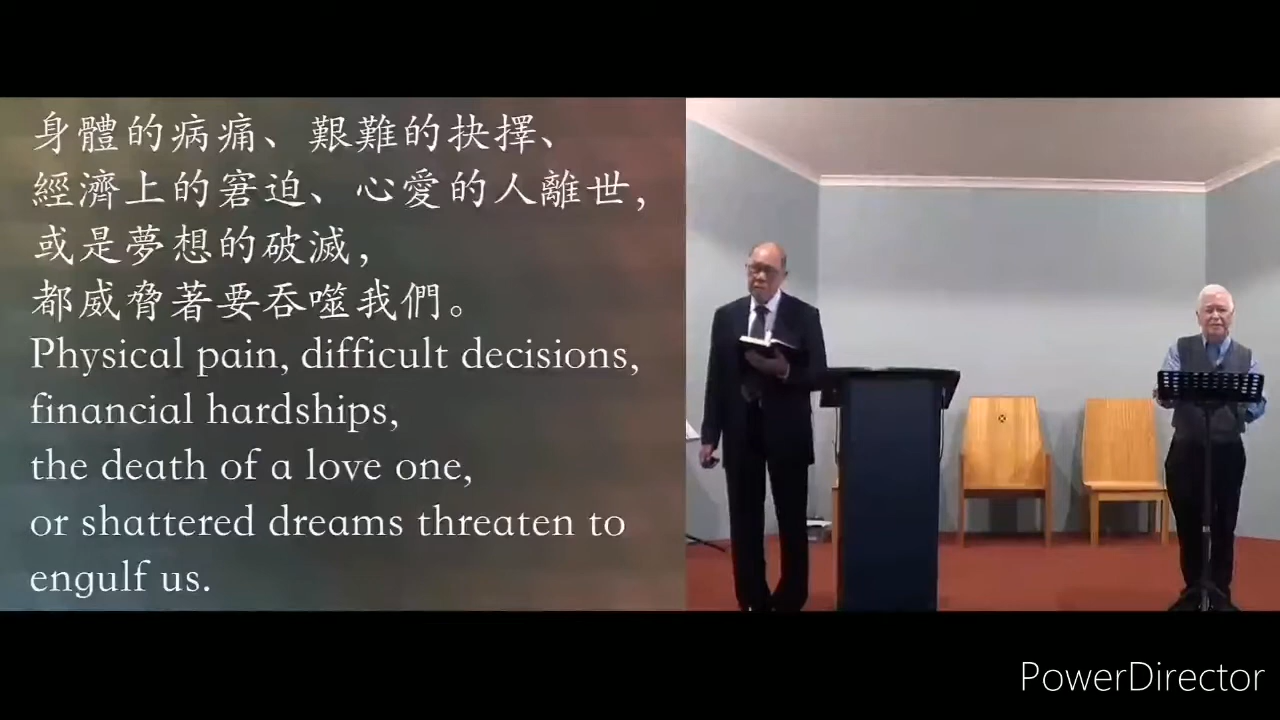 身體的病痛、艱難的抉擇、
經濟上的窘迫、心愛的人離世，
或是夢想的破滅，
都威脅著要吞噬我們。
Physical pain, difficult decisions,
financial hardships,
the death of a love one,
or shattered dreams threaten to
engulf us.
PowerDirector